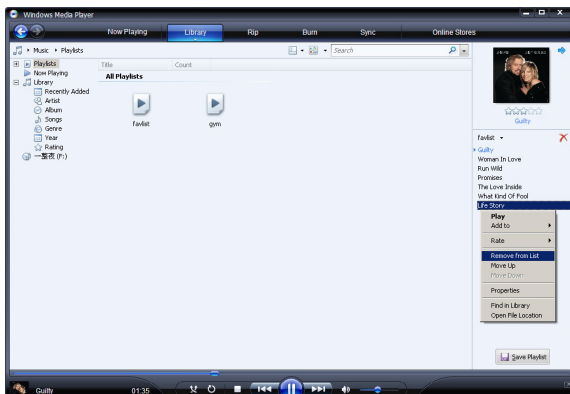 Windows Media Player
Now Playing Library Rip Burn Sync Online Stores
Music Playlists
Search
Playlists
Now Playing
Library
Recently Added
Artist
Album
Songs
Genre
Year
Rating
一整夜 (F:)
Title Count
All Playlists
favlist gym
Guilty
favlist
Guilty
Woman In Love
Run Wild
Promises
The Love Inside
What Kind Of Fool
Life Story
Play
Add to
Rate
Remove from List
Move Up
Move Down
Properties
Find in Library
Open File Location
Save Playlist
Guilty 01:35